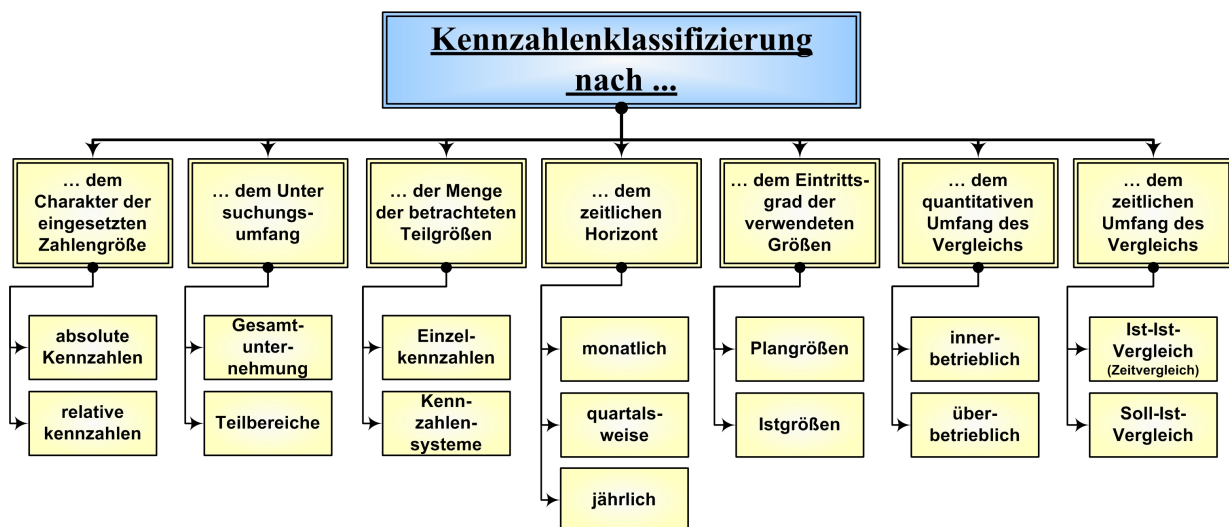 Kennzahlenklassifizierung
nach ...
... dem
Charakter der
eingesetzten
Zahlengröße
absolute
Kennzahlen
relative
kennzahlen
... dem Unter
suchungs-
umfang
Gesamt-
unter-
nehmung
Teilbereiche
... der Menge
der betrachteten
Teilgrößen
Einzel-
kennzahlen
Kenn-
zahlen-
systeme
... dem
zeitlichen
Horizont
monatlich
quartals-
weise
jährlich
... dem Eintritts-
grad der
verwendeten
Größen
Plangrößen
Istgrößen
... dem
quantitativen
Umfang des
Vergleichs
inner-
betrieblich
über-
betrieblich
... dem
zeitlichen
Umfang des
Vergleichs
Ist-Ist-
Vergleich
(Zeitvergleich)
Soll-Ist-
Vergleich